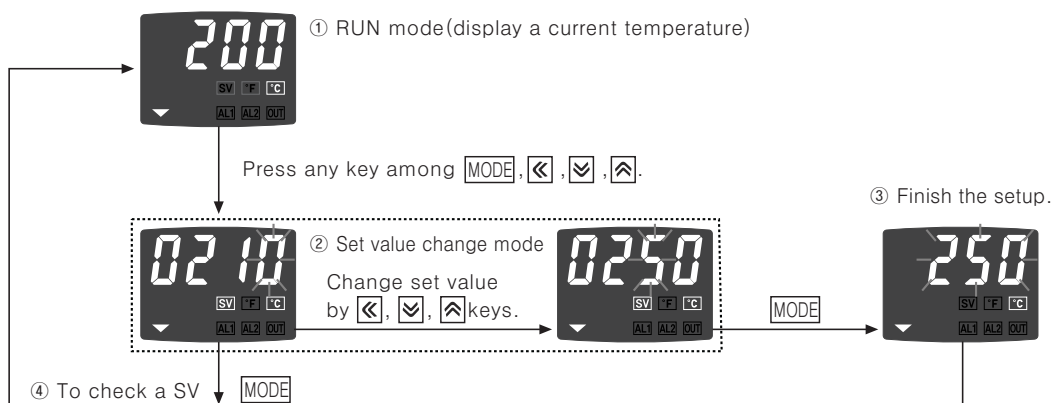 ① RUN mode(display a current temperature)
200
SV °F °C
AL1 AL2 OUT
Press any key among MODE, « , ︾ , ︽.
③ Finish the setup.
0210
SV °F °C
AL1 AL2 OUT
② Set value change mode
Change set value
by «, ︾, ︽ keys.
0250
SV °F °C
AL1 AL2 OUT
MODE
250
SV °F °C
AL1 AL2 OUT
④ To check a SV MODE